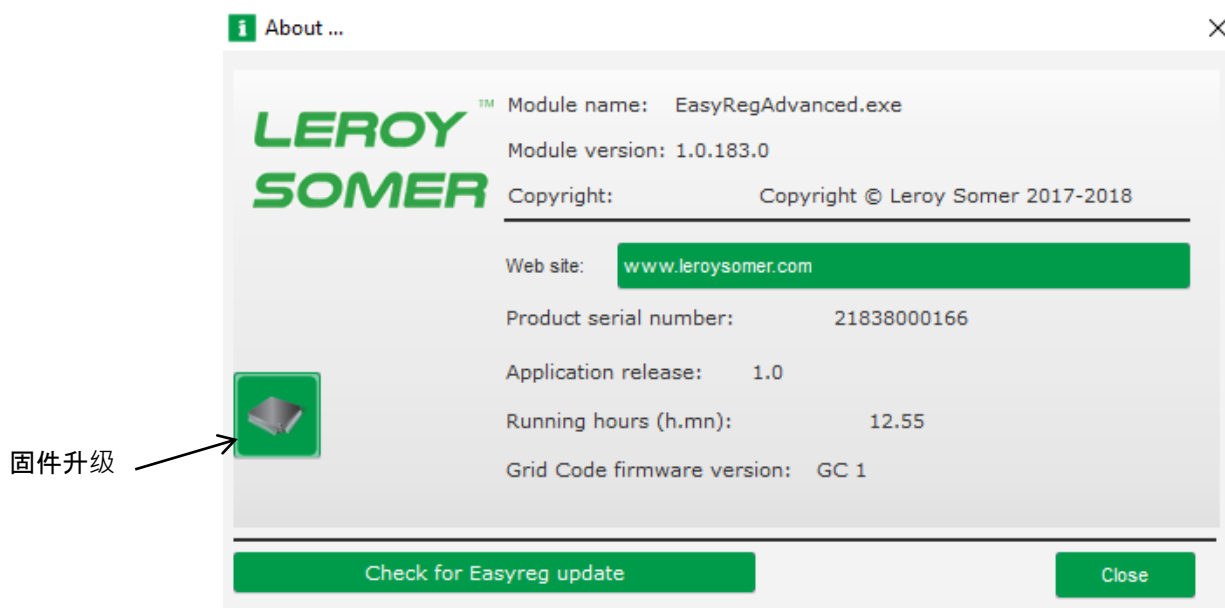 About ...
LEROY™
SOMER
Module name: EasyRegAdvanced.exe
Module version: 1.0.183.0
Copyright: Copyright © Leroy Somer 2017-2018
Web site: www.leroysomer.com
Product serial number: 21838000166
Application release: 1.0
Running hours (h.mn): 12.55
固件升级
Grid Code firmware version: GC 1
Check for Easyreg update
Close